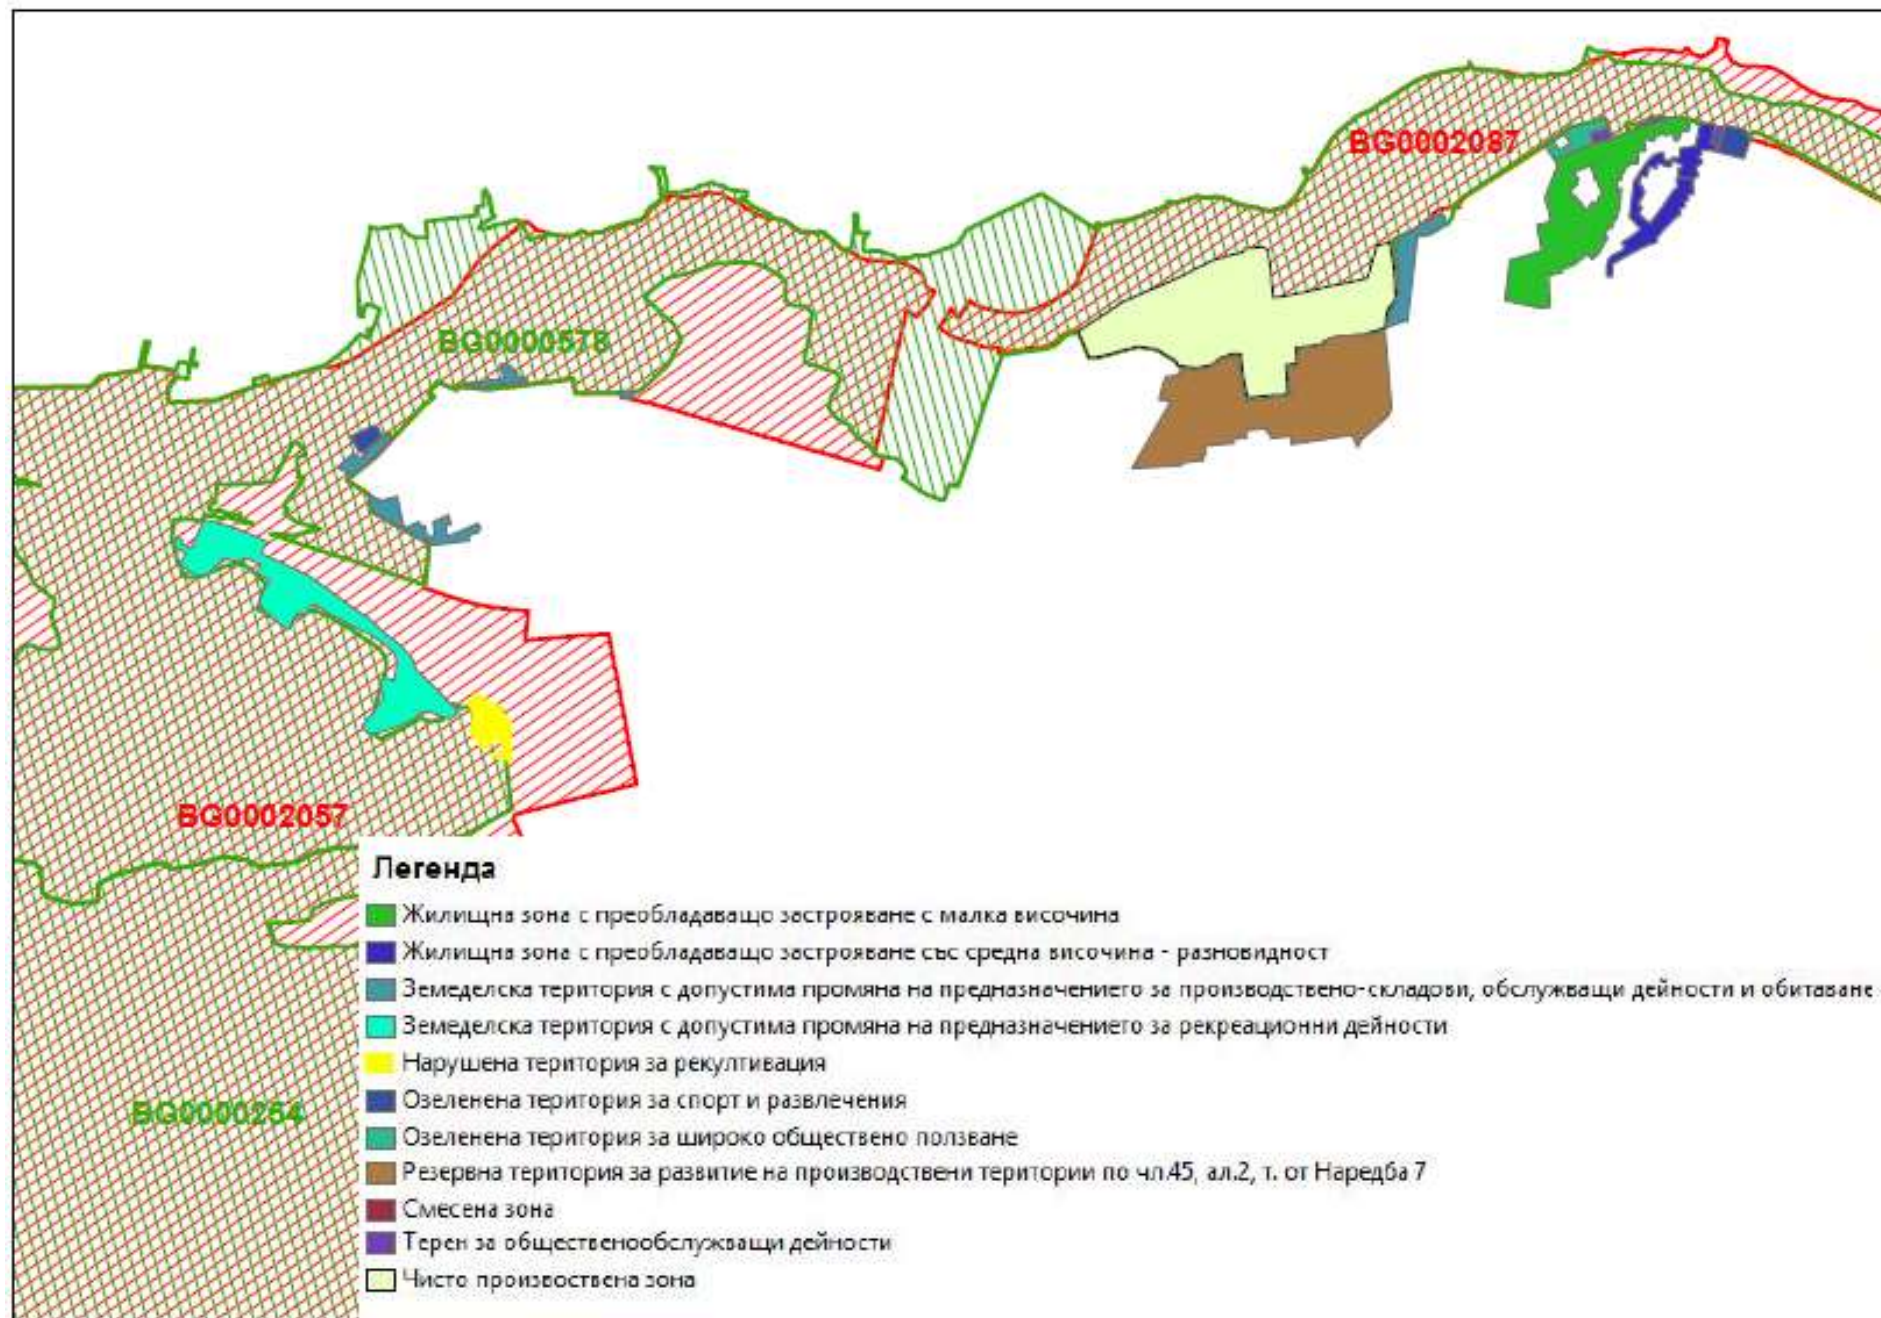 BG0002087
BG0000578
BG0002057
BG0000254
Легенда
Жилищна зона с преобладаващо застрояване с малка височина
Жилищна зона с преобладаващо застрояване със средна височина - разновидност
Земеделска територия с допустима промяна на предназначението за производствено-складови, обслужващи дейности и обитаване
Земеделска територия с допустима промяна на предназначението за рекреационни дейности
Нарушена територия за рекултивация
Озеленена територия за спорт и развлечения
Озеленена територия за широко обществено ползване
Резервна територия за развитие на производствени територии по чл.45, ал.2, т. от Наредба 7
Смесена зона
Терен за общественообслужващи дейности
Чисто произвоствена зона